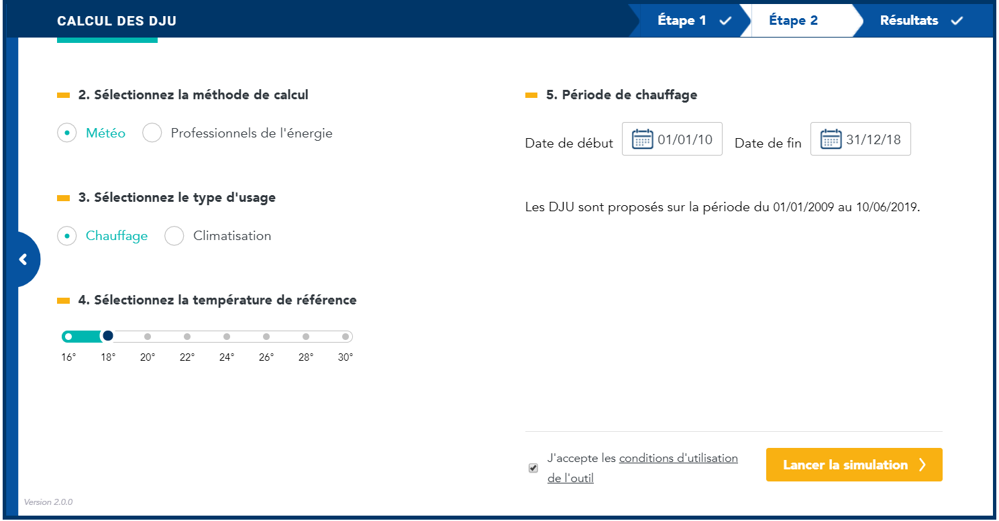 CALCUL DES DJU
Étape 1
Étape 2
Résultats
2. Sélectionnez la méthode de calcul
Météo
Professionnels de l'énergie
3. Sélectionnez le type d'usage
Chauffage
Climatisation
4. Sélectionnez la température de référence
16° 18° 20° 22° 24° 26° 28° 30°
5. Période de chauffage
Date de début 01/01/10 Date de fin 31/12/18
Les DJU sont proposés sur la période du 01/01/2009 au 10/06/2019.
J'accepte les conditions d'utilisation
de l'outil
Lancer la simulation
Version 2.0.0